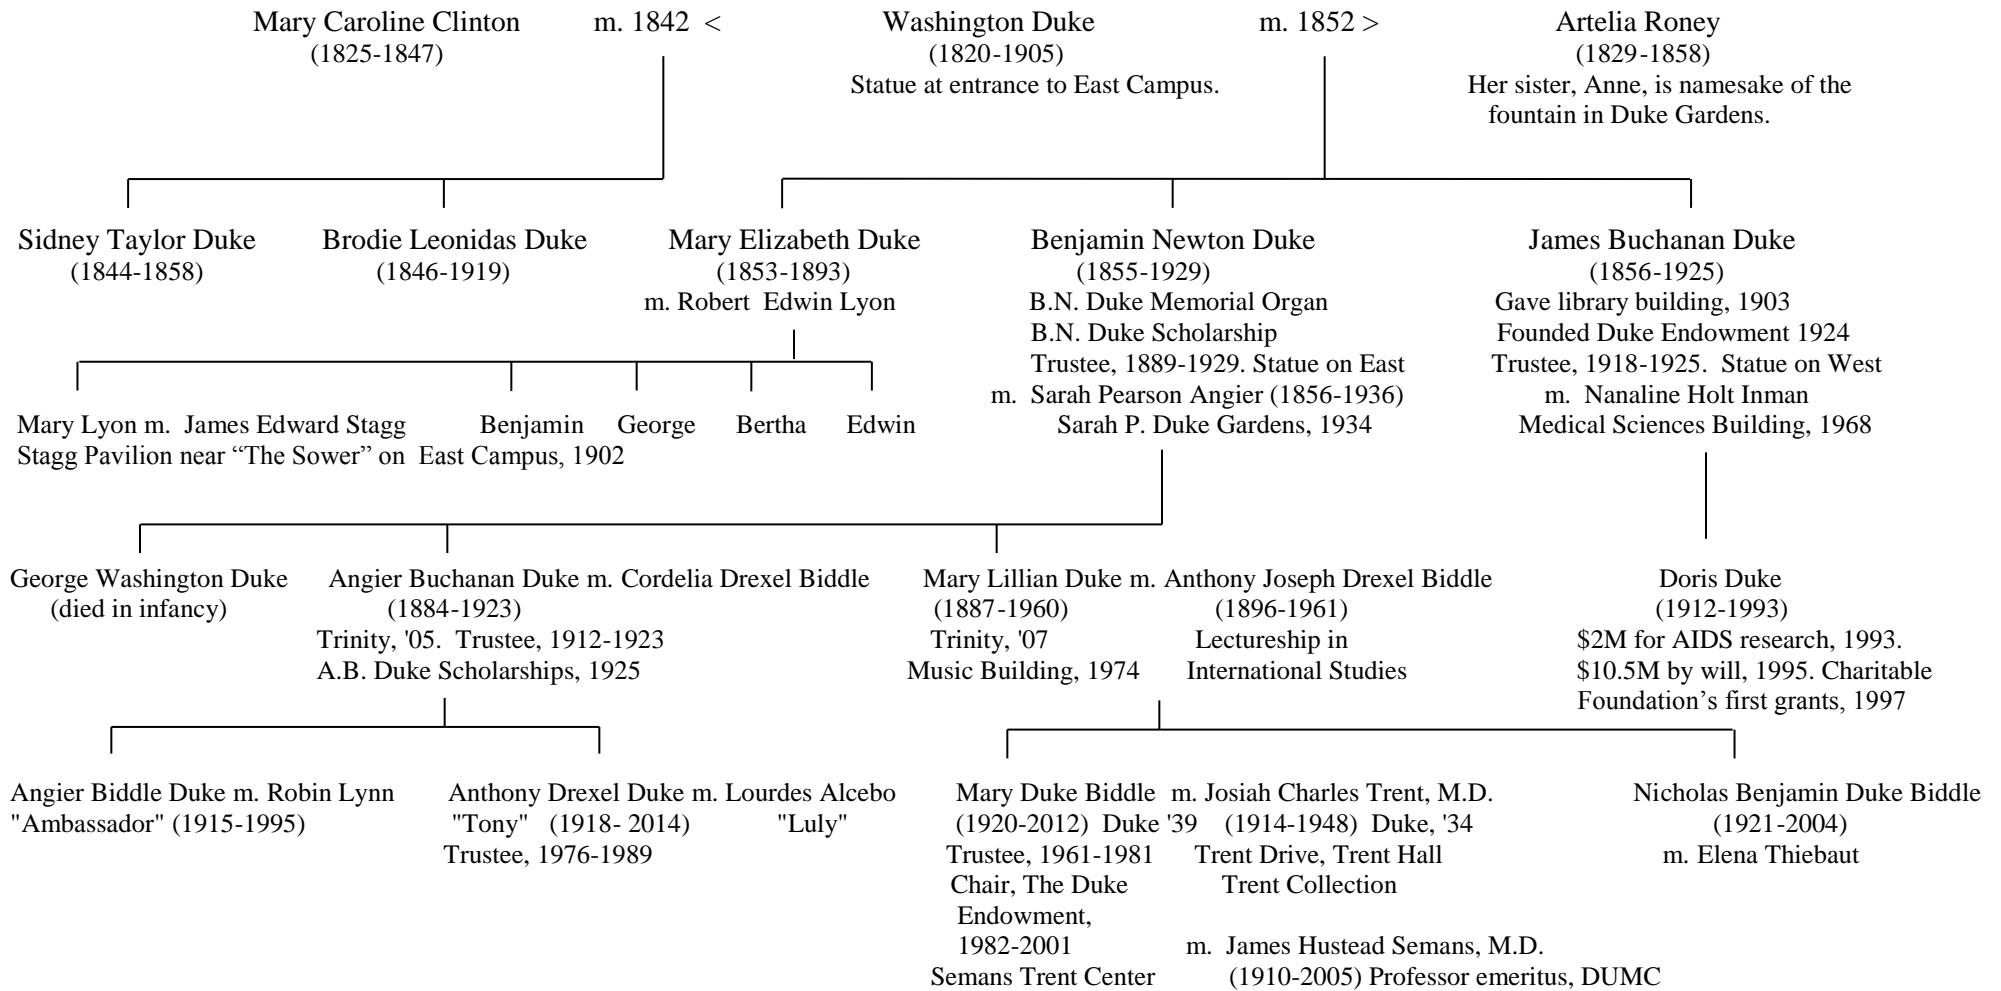 Mary Caroline Clinton m. 1842 < Washington Duke m. 1852 > Artelia Roney
(1825-1847) (1820-1905) (1829-1858)
Statue at entrance to East Campus. Her sister, Anne, is namesake of the
fountain in Duke Gardens.
Sidney Taylor Duke Brodie Leonidas Duke Mary Elizabeth Duke Benjamin Newton Duke James Buchanan Duke
(1844-1858) (1846-1919) (1853-1893) (1855-1929) (1856-1925)
m. Robert Edwin Lyon B.N. Duke Memorial Organ Gave library building, 1903
B.N. Duke Scholarship Founded Duke Endowment 1924
Trustee, 1889-1929. Statue on East Trustee, 1918-1925. Statue on West
m. Sarah Pearson Angier (1856-1936) m. Nanaline Holt Inman
Mary Lyon m. James Edward Stagg Benjamin George Bertha Edwin Sarah P. Duke Gardens, 1934 Medical Sciences Building, 1968
Stagg Pavilion near “The Sower” on East Campus, 1902
George Washington Duke Angier Buchanan Duke m. Cordelia Drexel Biddle Mary Lillian Duke m. Anthony Joseph Drexel Biddle Doris Duke
(died in infancy) (1884-1923) (1887-1960) (1896-1961) (1912-1993)
Trinity, '05. Trustee, 1912-1923 Trinity, '07 Lectureship in $2M for AIDS research, 1993.
A.B. Duke Scholarships, 1925 Music Building, 1974 International Studies $10.5M by will, 1995. Charitable
Foundation’s first grants, 1997
Angier Biddle Duke m. Robin Lynn Anthony Drexel Duke m. Lourdes Alcebo Mary Duke Biddle m. Josiah Charles Trent, M.D. Nicholas Benjamin Duke Biddle
"Ambassador" (1915-1995) "Tony" (1918- 2014) "Luly" (1920-2012) Duke '39 (1914-1948) Duke, '34 (1921-2004)
Trustee, 1976-1989 Trustee, 1961-1981 Trent Drive, Trent Hall m. Elena Thiebaut
Chair, The Duke Trent Collection
Endowment,
1982-2001 m. James Hustead Semans, M.D.
Semans Trent Center (1910-2005) Professor emeritus, DUMC